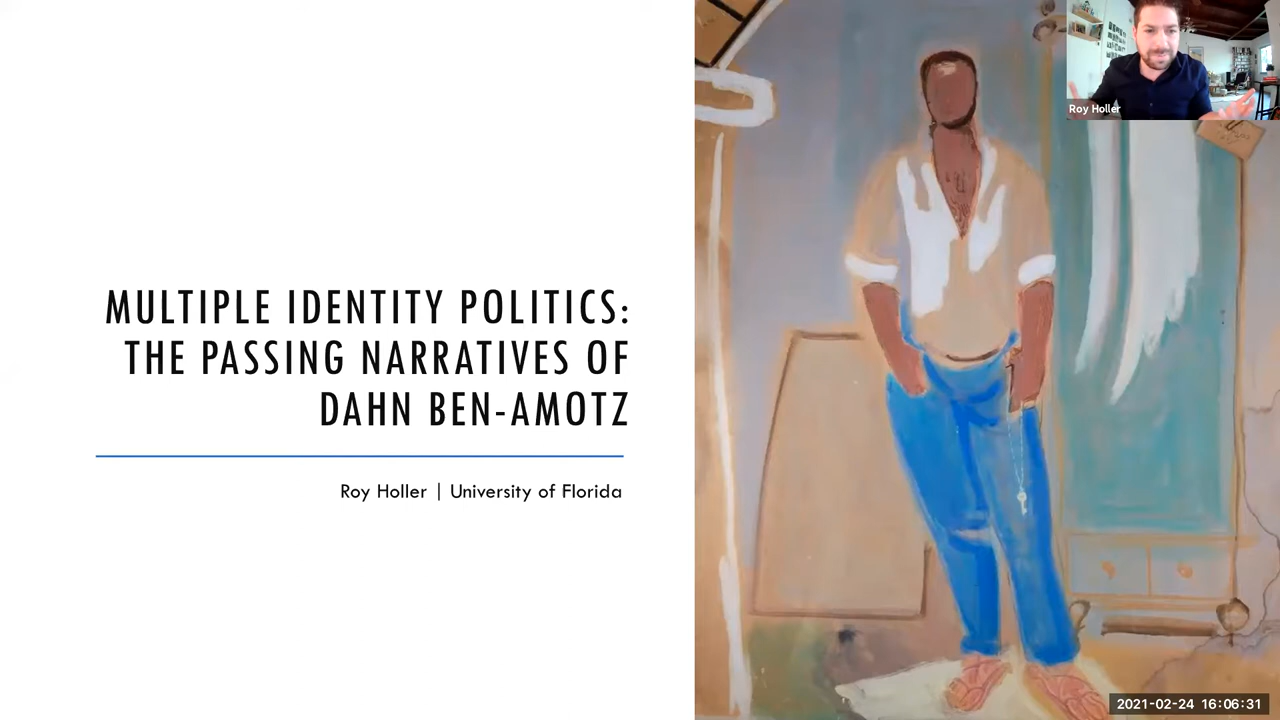 MULTIPLE IDENTITY POLITICS:
THE PASSING NARRATIVES OF
DAHN BEN-AMOTZ
Roy Holler | University of Florida
Roy Holler
2021-02-24 16:06:31